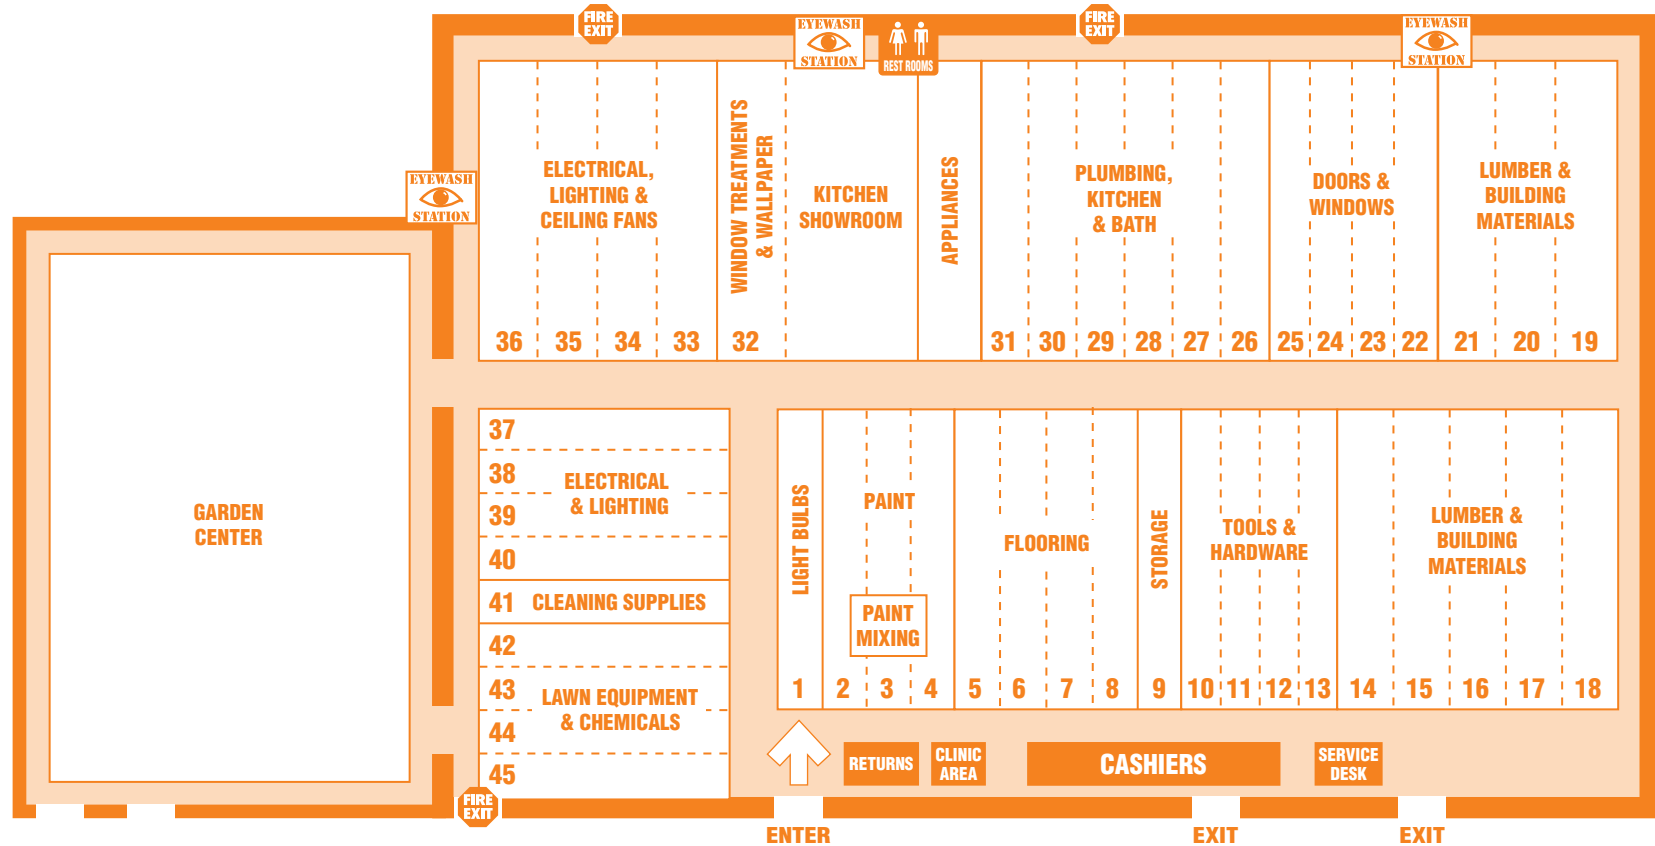 FIRE
EXIT
EYEWASH
STATION
REST ROOMS
FIRE
EXIT
EYEWASH
STATION
EYEWASH
STATION
ELECTRICAL,
LIGHTING &
CEILING FANS
WINDOW TREATMENTS
& WALLPAPER
KITCHEN
SHOWROOM
APPLIANCES
PLUMBING,
KITCHEN
& BATH
DOORS &
WINDOWS
LUMBER &
BUILDING
MATERIALS
36 35 34 33 32 31 30 29 28 27 26 25 24 23 22 21 20 19
GARDEN
CENTER
37
38
ELECTRICAL
& LIGHTING
39
40
41 CLEANING SUPPLIES
42
43
LAWN EQUIPMENT
& CHEMICALS
44
45
LIGHT BULBS
PAINT
PAINT
MIXING
FLOORING
STORAGE
TOOLS &
HARDWARE
LUMBER &
BUILDING
MATERIALS
1 2 3 4 5 6 7 8 9 10 11 12 13 14 15 16 17 18
RETURNS
CLINIC
AREA
CASHIERS
SERVICE
DESK
FIRE
EXIT
ENTER
EXIT
EXIT